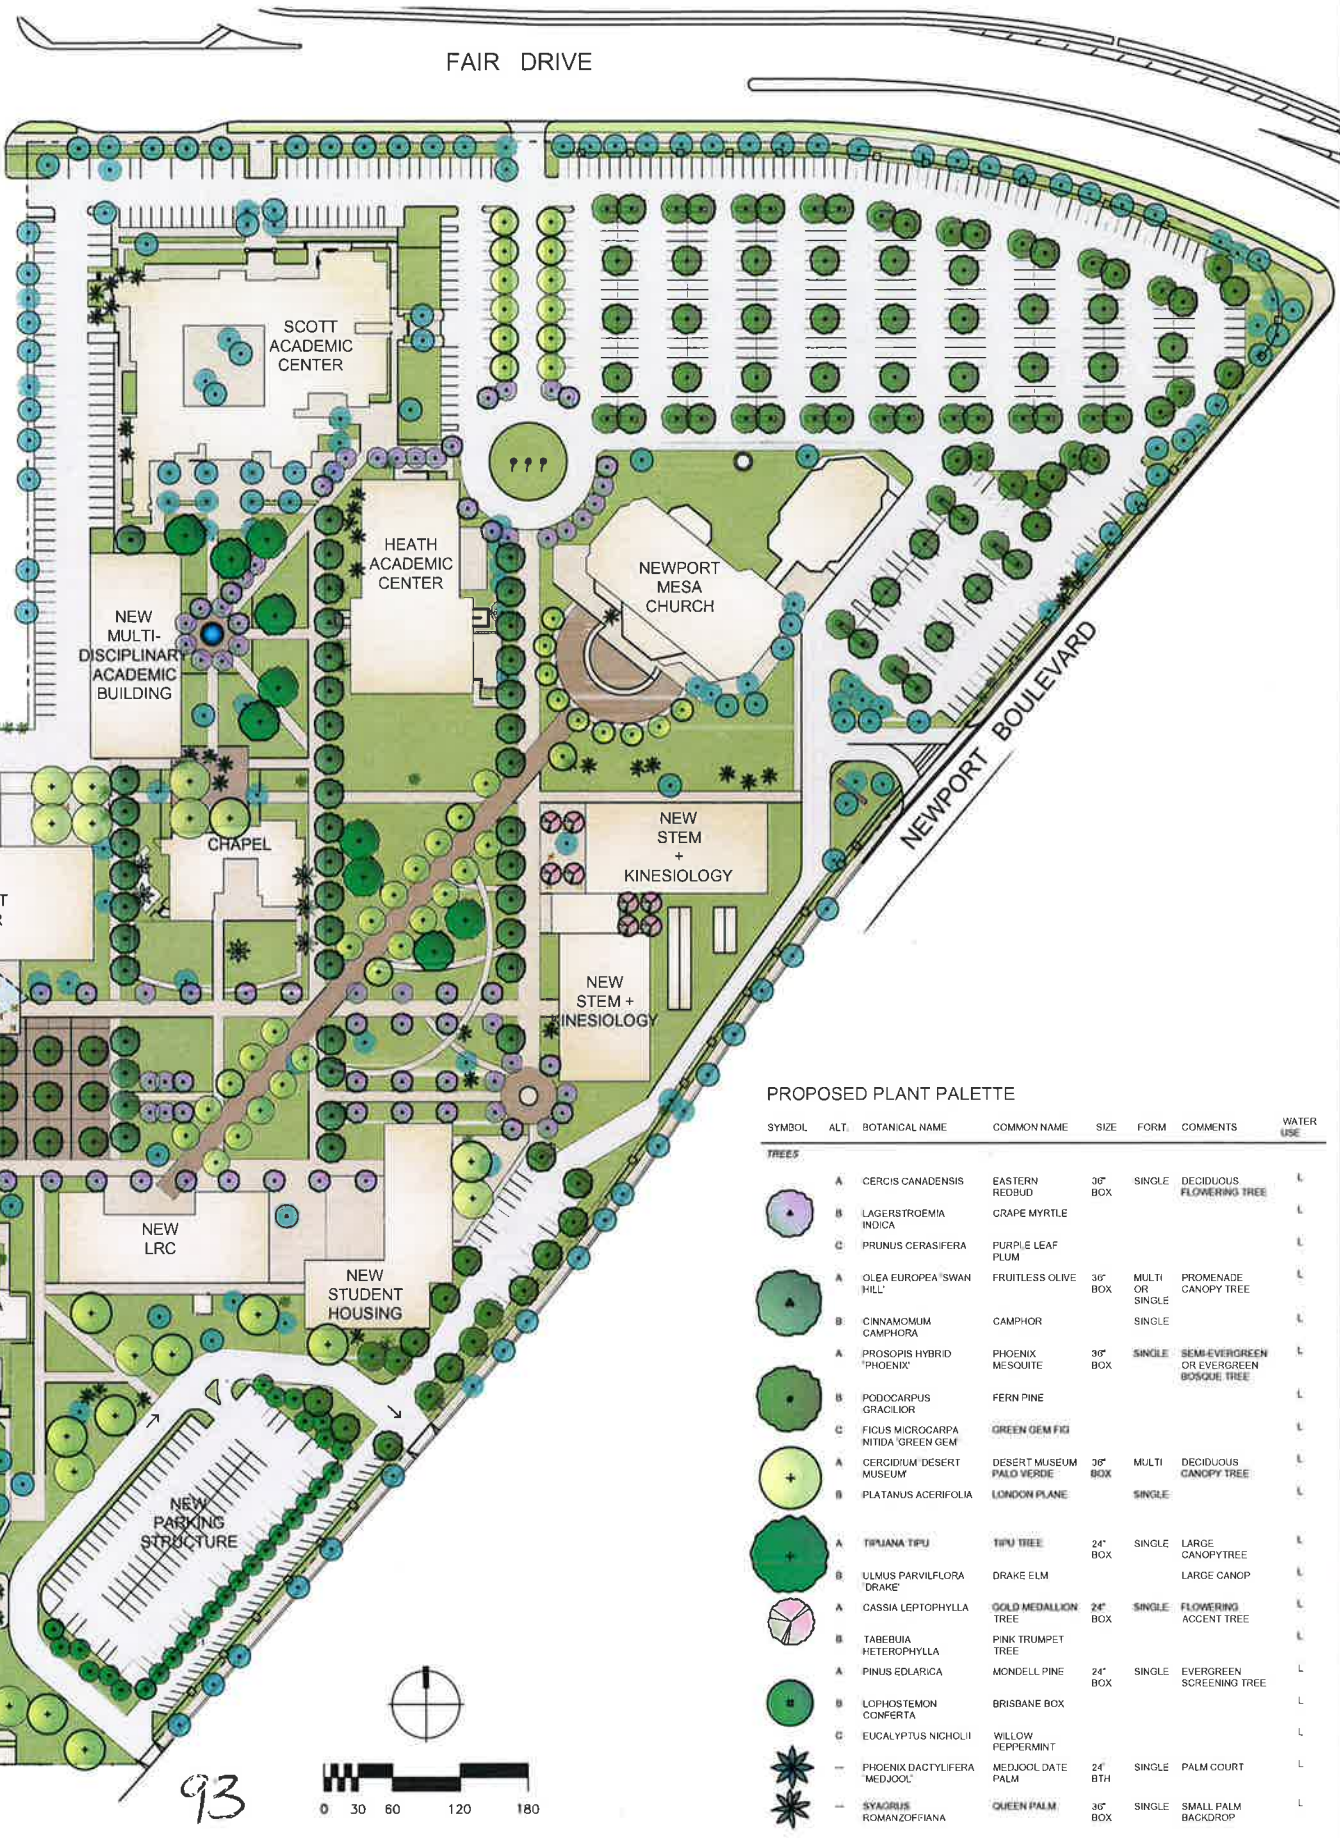 FAIR DRIVE
SCOTT
ACADEMIC
CENTER
HEATH
ACADEMIC
CENTER
NEWPORT
MESA
CHURCH
NEW
MULTI-
DISCIPLINARY
ACADEMIC
BUILDING
NEWPORT BOULEVARD
CHAPEL
NEW
STEM
+
KINESIOLOGY
T
R
NEW
STEM +
KINESIOLOGY
NEW
LRC
NEW
STUDENT
HOUSING
A
NEW
PARKING
STRUCTURE
93
0 30 60 120 180
PROPOSED PLANT PALETTE
SYMBOL ALT. BOTANICAL NAME COMMON NAME SIZE FORM COMMENTS WATER USE
TREES
A CERCIS CANADENSIS EASTERN REDBUD 36" BOX SINGLE DECIDUOUS FLOWERING TREE L
B LAGERSTROEMIA INDICA CRAPE MYRTLE L
C PRUNUS CERASIFERA PURPLE LEAF PLUM L
A OLEA EUROPEA 'SWAN HILL' FRUITLESS OLIVE 36" BOX MULTI OR SINGLE PROMENADE CANOPY TREE L
B CINNAMOMUM CAMPHORA CAMPHOR SINGLE L
A PROSOPIS HYBRID 'PHOENIX' PHOENIX MESQUITE 36" BOX SINGLE SEMI-EVERGREEN OR EVERGREEN BOSQUE TREE L
B PODOCARPUS GRACILIOR FERN PINE L
C FICUS MICROCARPA NITIDA 'GREEN GEM' GREEN GEM FIG L
A CERCIDIUM 'DESERT MUSEUM' DESERT MUSEUM PALO VERDE 36" BOX MULTI DECIDUOUS CANOPY TREE L
B PLATANUS ACERIFOLIA LONDON PLANE SINGLE L
A TIPUANA TIPU TIPU TREE 24" BOX SINGLE LARGE CANOPYTREE L
B ULMUS PARVILFLORA 'DRAKE' DRAKE ELM LARGE CANOP L
A CASSIA LEPTOPHYLLA GOLD MEDALLION TREE 24" BOX SINGLE FLOWERING ACCENT TREE L
B TABEBUIA HETEROPHYLLA PINK TRUMPET TREE L
A PINUS EDLARICA MONDELL PINE 24" BOX SINGLE EVERGREEN SCREENING TREE L
B LOPHOSTEMON CONFERTA BRISBANE BOX L
C EUCALYPTUS NICHOLII WILLOW PEPPERMINT L
-- PHOENIX DACTYLIFERA 'MEDJOOL' MEDJOOL DATE PALM 24' BTH SINGLE PALM COURT L
-- SYAGRUS ROMANZOFFIANA QUEEN PALM 36" BOX SINGLE SMALL PALM BACKDROP L